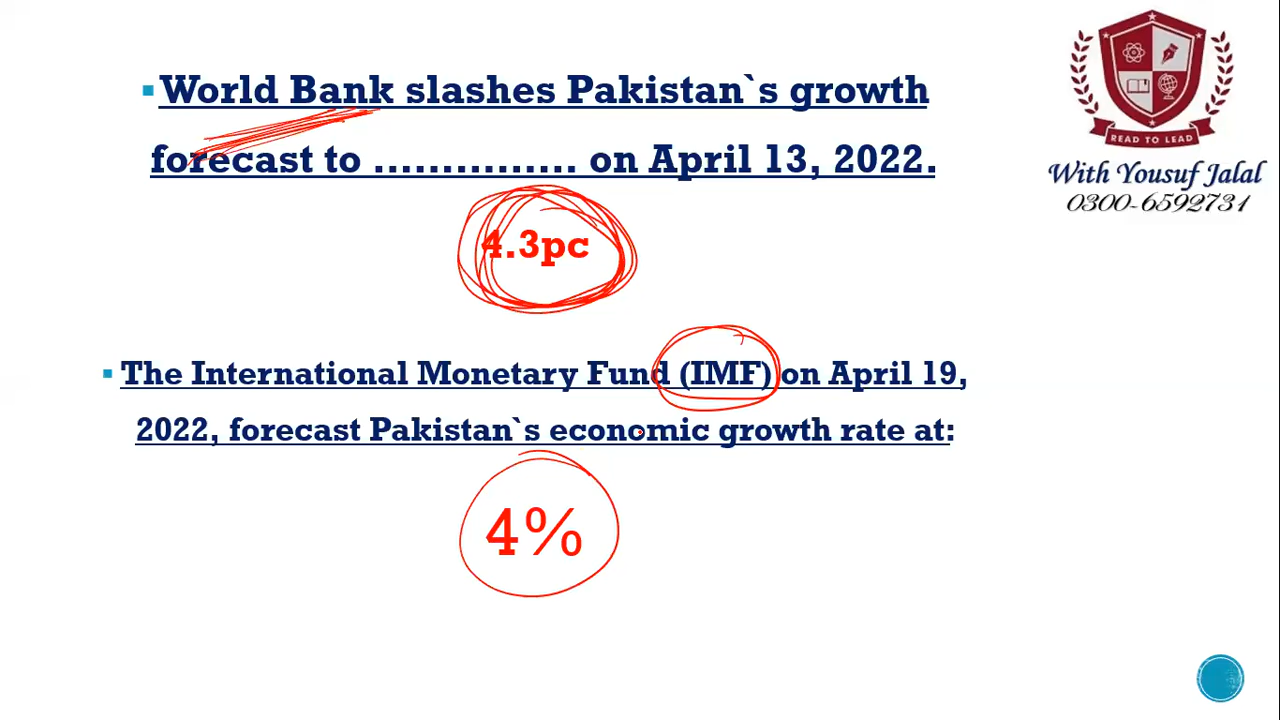 World Bank slashes Pakistan`s growth
forecast to ............... on April 13, 2022.
4.3pc
The International Monetary Fund (IMF) on April 19,
2022, forecast Pakistan`s economic growth rate at:
4%
READ TO LEAD
With Yousuf Jalal
0300-6592731